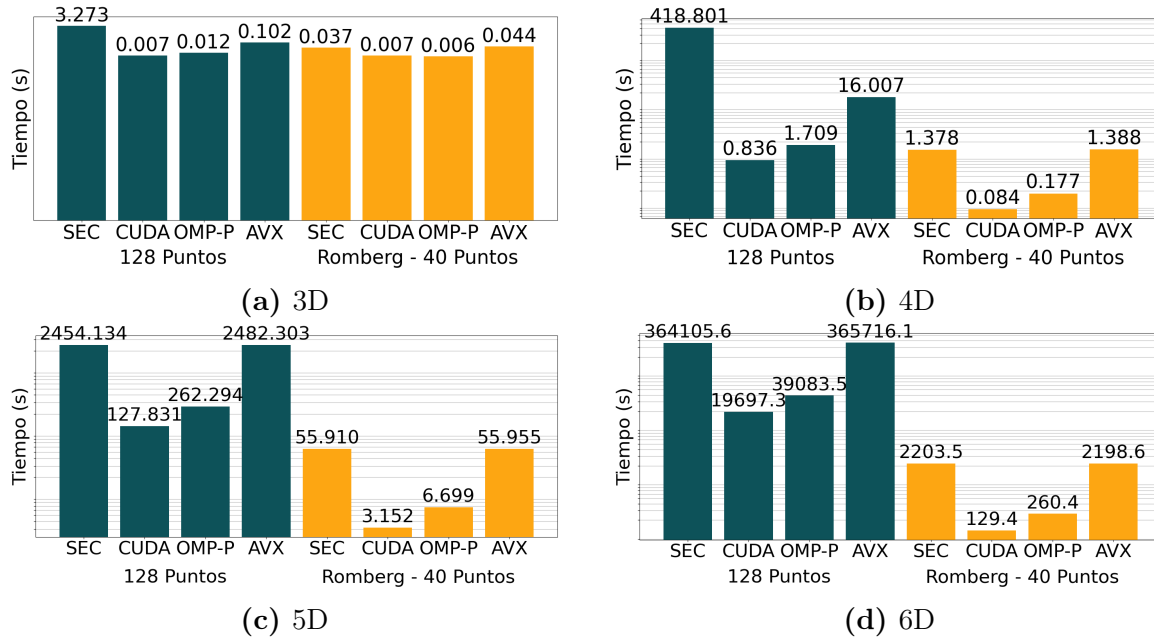 3.273 0.007 0.012 0.102 0.037 0.007 0.006 0.044
Tiempo (s)
SEC CUDA OMP-P AVX SEC CUDA OMP-P AVX
128 Puntos Romberg - 40 Puntos
(a) 3D
418.801 0.836 1.709 16.007 1.378 0.084 0.177 1.388
Tiempo (s)
SEC CUDA OMP-P AVX SEC CUDA OMP-P AVX
128 Puntos Romberg - 40 Puntos
(b) 4D
2454.134 127.831 262.294 2482.303 55.910 3.152 6.699 55.955
Tiempo (s)
SEC CUDA OMP-P AVX SEC CUDA OMP-P AVX
128 Puntos Romberg - 40 Puntos
(c) 5D
364105.6 19697.3 39083.5 365716.1 2203.5 129.4 260.4 2198.6
Tiempo (s)
SEC CUDA OMP-P AVX SEC CUDA OMP-P AVX
128 Puntos Romberg - 40 Puntos
(d) 6D